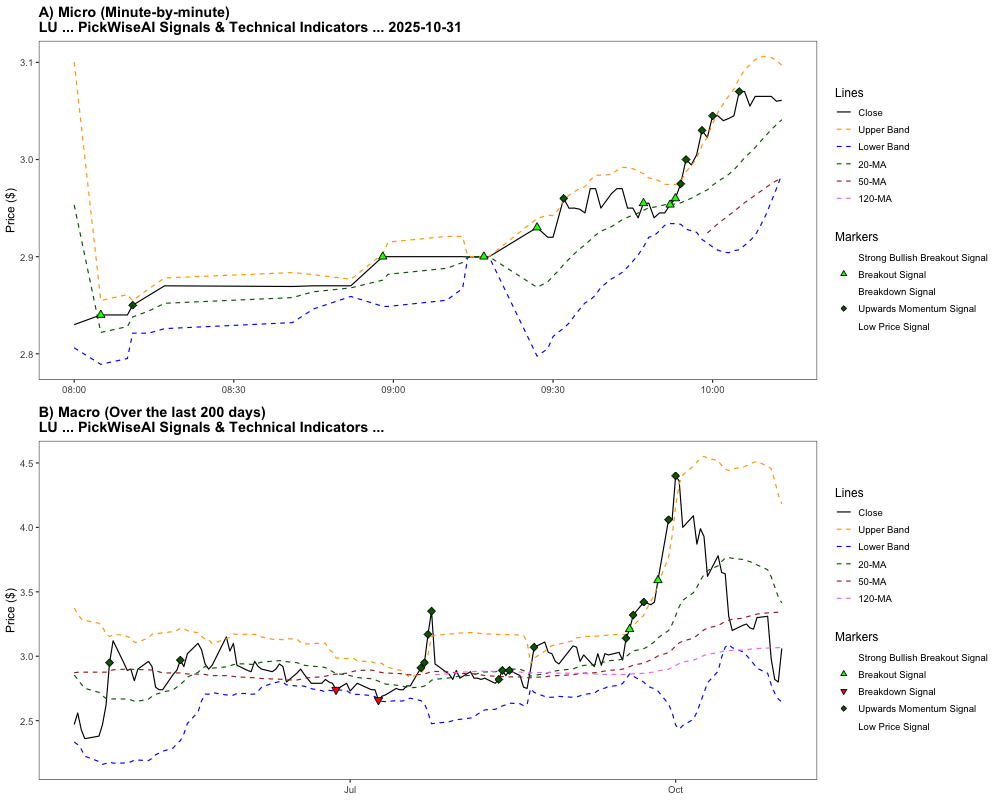 A) Micro (Minute-by-minute)
LU ... PickWiseAI Signals & Technical Indicators ... 2025-10-31
Price ($)
3.1
3.0
2.9
2.8
08:00
08:30
09:00
09:30
10:00
Lines
Close
Upper Band
Lower Band
20-MA
50-MA
120-MA
Markers
Strong Bullish Breakout Signal
Breakout Signal
Breakdown Signal
Upwards Momentum Signal
Low Price Signal
B) Macro (Over the last 200 days)
LU ... PickWiseAI Signals & Technical Indicators ...
Price ($)
4.5
4.0
3.5
3.0
2.5
Jul
Oct
Lines
Close
Upper Band
Lower Band
20-MA
50-MA
120-MA
Markers
Strong Bullish Breakout Signal
Breakout Signal
Breakdown Signal
Upwards Momentum Signal
Low Price Signal